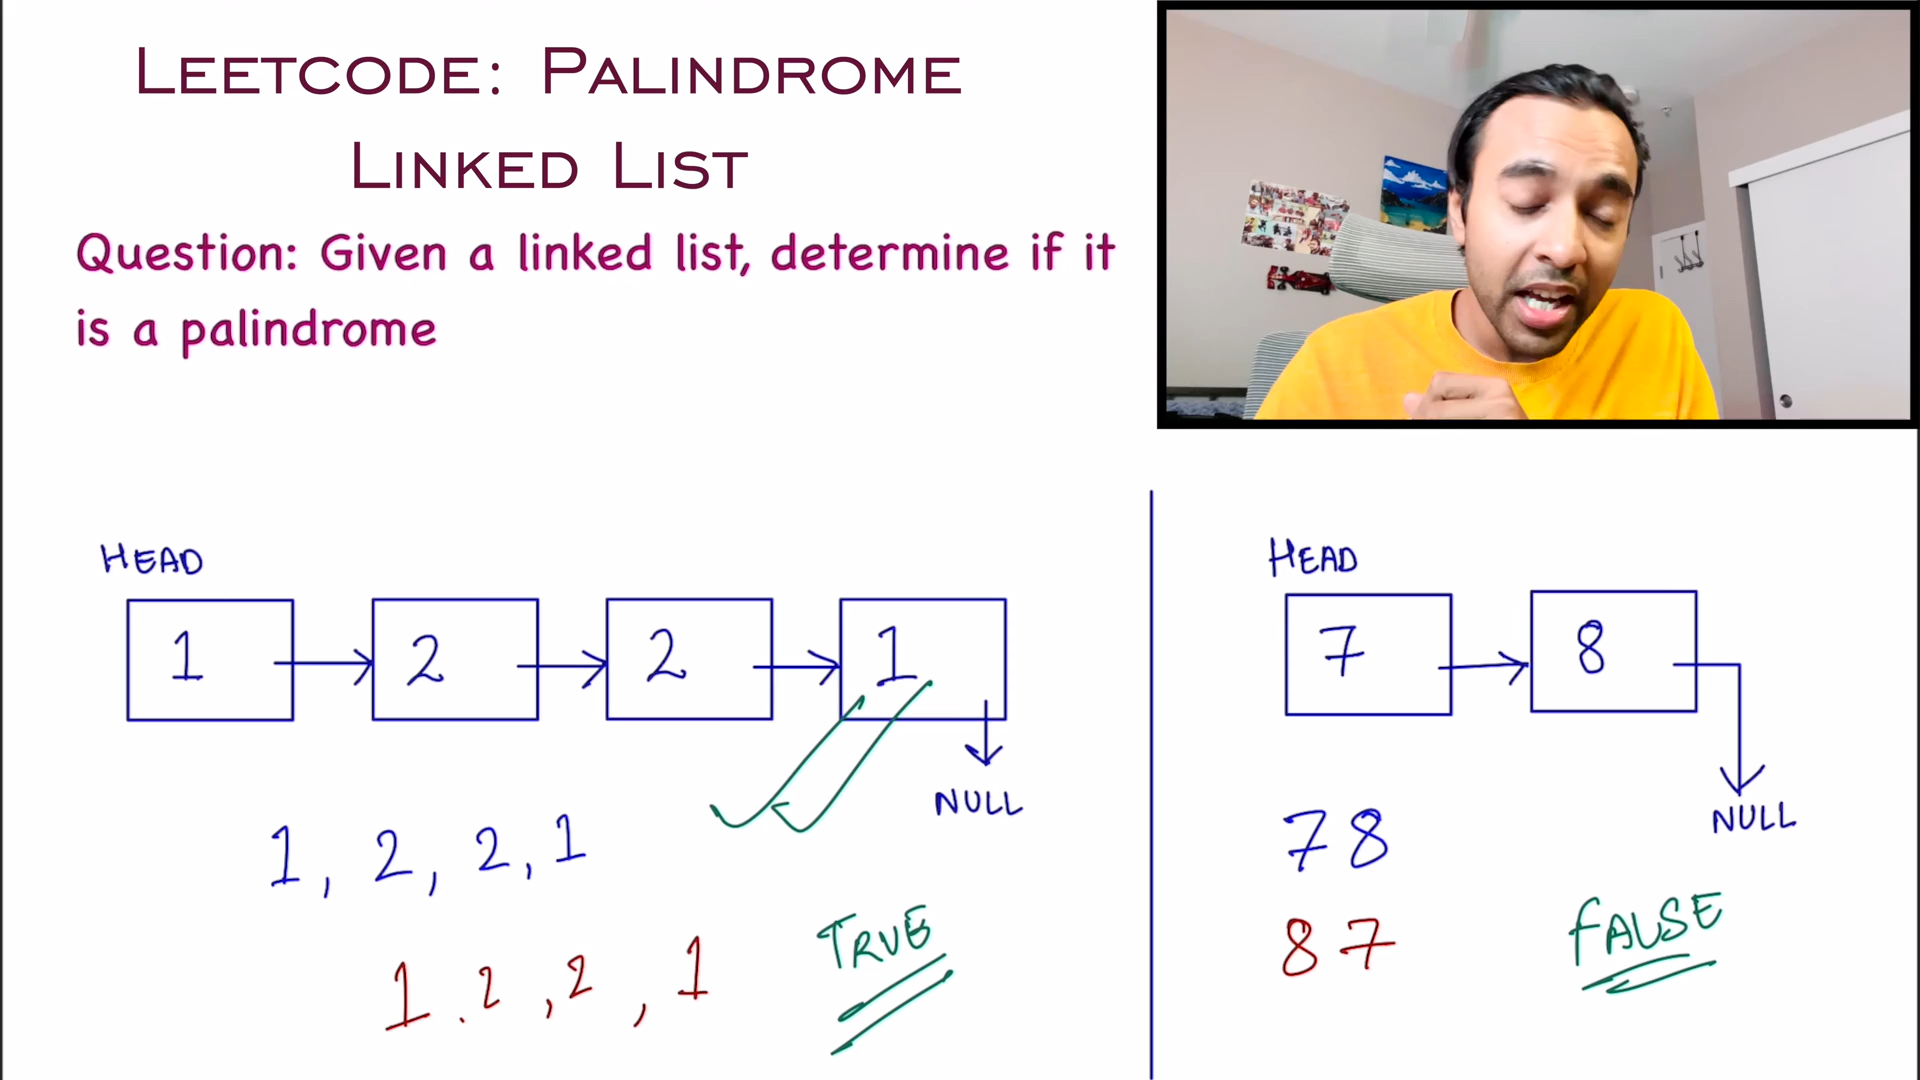 LEETCODE: PALINDROME
LINKED LIST
Question: Given a linked list, determine if it
is a palindrome
HEAD
1 2 2 1
NULL
1, 2, 2, 1
1 . 2 , 2 , 1
TRUE
HEAD
7 8
NULL
7 8
8 7
FALSE